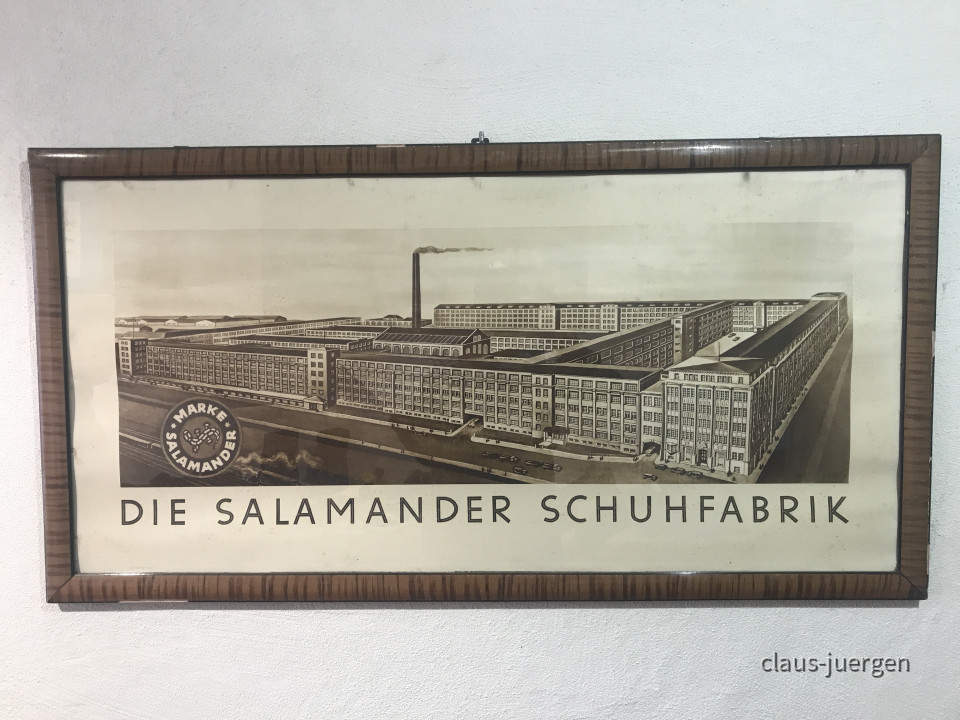 MARKE
SALAMANDER
DIE SALAMANDER SCHUHFABRIK
claus-juergen